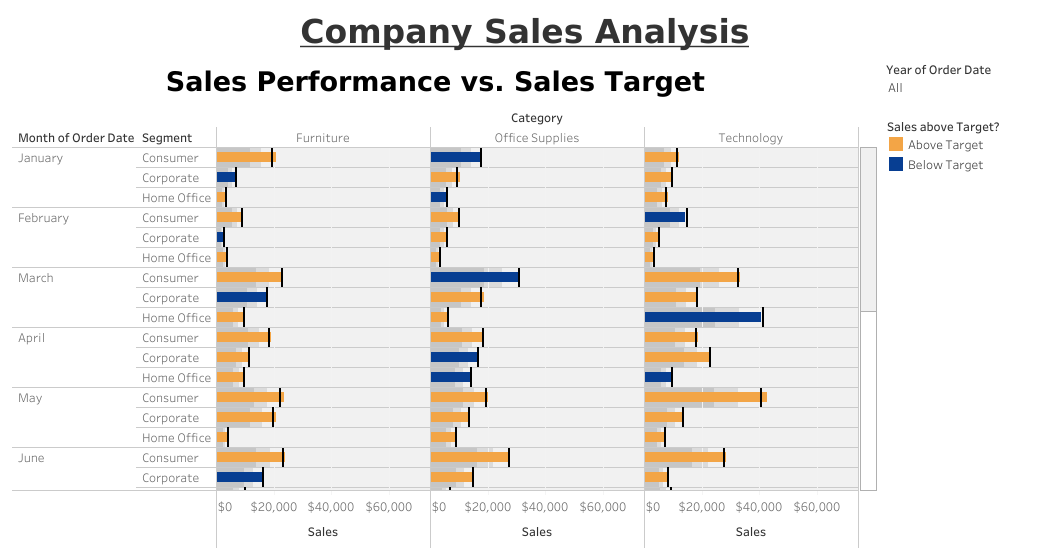 Company Sales Analysis
Sales Performance vs. Sales Target
Year of Order Date
All
Category
Sales above Target?
Month of Order Date Segment Furniture Office Supplies Technology
Above Target
Below Target
January Consumer
Corporate
Home Office
February Consumer
Corporate
Home Office
March Consumer
Corporate
Home Office
April Consumer
Corporate
Home Office
May Consumer
Corporate
Home Office
June Consumer
Corporate
$0 $20,000 $40,000 $60,000 $0 $20,000 $40,000 $60,000 $0 $20,000 $40,000 $60,000
Sales Sales Sales